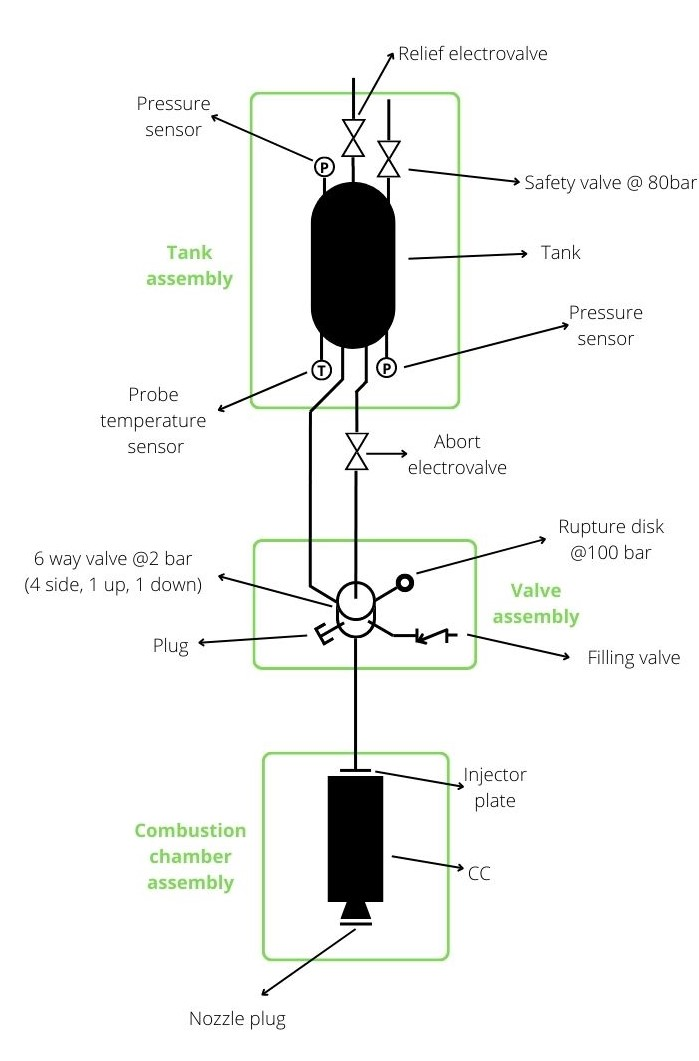 Relief electrovalve
Pressure
sensor
P
Safety valve @ 80bar
Tank
assembly
Tank
Pressure
sensor
T
P
Probe
temperature
sensor
Abort
electrovalve
Rupture disk
@100 bar
6 way valve @2 bar
(4 side, 1 up, 1 down)
Valve
assembly
Plug
Filling valve
Injector
plate
Combustion
chamber
assembly
CC
Nozzle plug